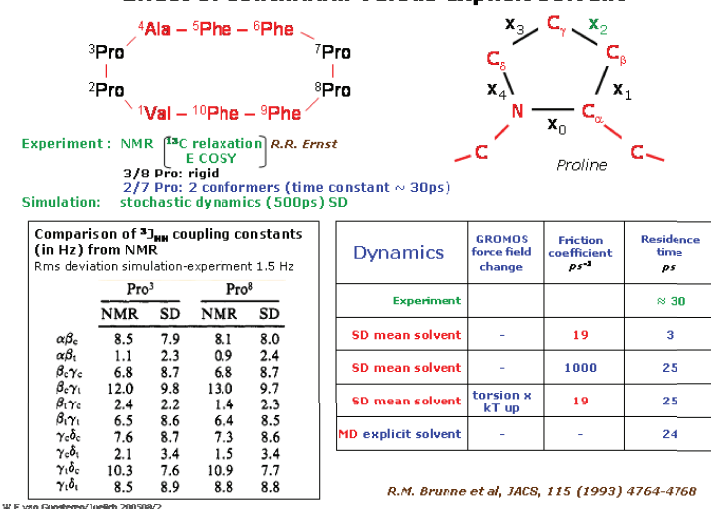 ⁴Ala – ⁵Phe – ⁶Phe
³Pro
⁷Pro
²Pro
⁸Pro
¹Val – ¹⁰Phe – ⁹Phe
Experiment : NMR ¹³C relaxation R.R. Ernst
E COSY
3/8 Pro: rigid
2/7 Pro: 2 conformers (time constant ~ 30ps)
Simulation: stochastic dynamics (500ps) SD
x₃
Cγ
x₂
Cδ
Cβ
x₄
x₁
N
Cα
x₀
C
C
Proline
Comparison of ³JHH coupling constants
(in Hz) from NMR
Rms deviation simulation-experment 1.5 Hz
Pro³ Pro⁸
NMR SD NMR SD
αβc 8.5 7.9 8.1 8.0
αβt 1.1 2.3 0.9 2.4
βcγc 6.8 8.7 6.8 8.7
βcγt 12.0 9.8 13.0 9.7
βtγc 2.4 2.2 1.4 2.3
βtγt 6.5 8.6 6.4 8.5
γcδc 7.6 8.7 7.3 8.6
γcδt 2.1 3.4 1.5 3.4
γtδc 10.3 7.6 10.9 7.7
γtδt 8.5 8.9 8.8 8.8
Dynamics GROMOS force field change Friction coefficient ps⁻¹ Residence time ps
Experiment ≈ 30
SD mean solvent - 19 3
SD mean solvent - 1000 25
SD mean solvent torsion x kT up 19 25
MD explicit solvent - - 24
R.M. Brunne et al, JACS, 115 (1993) 4764-4768